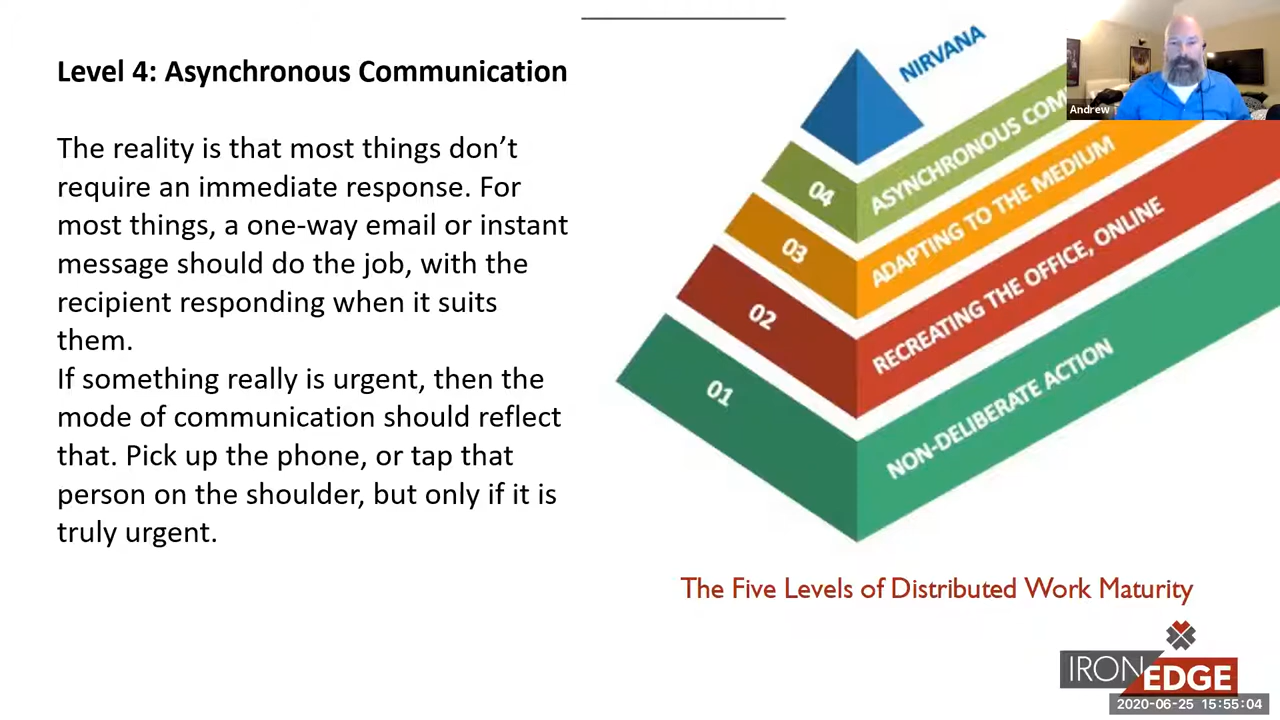 Level 4: Asynchronous Communication
The reality is that most things don’t
require an immediate response. For
most things, a one-way email or instant
message should do the job, with the
recipient responding when it suits
them.
If something really is urgent, then the
mode of communication should reflect
that. Pick up the phone, or tap that
person on the shoulder, but only if it is
truly urgent.
NIRVANA
04
ASYNCHRONOUS
03
ADAPTING TO THE MEDIUM
02
RECREATING THE OFFICE, ONLINE
01
NON-DELIBERATE ACTION
Andrew
The Five Levels of Distributed Work Maturity
IRON
EDGE
2020-06-25 15:55:04